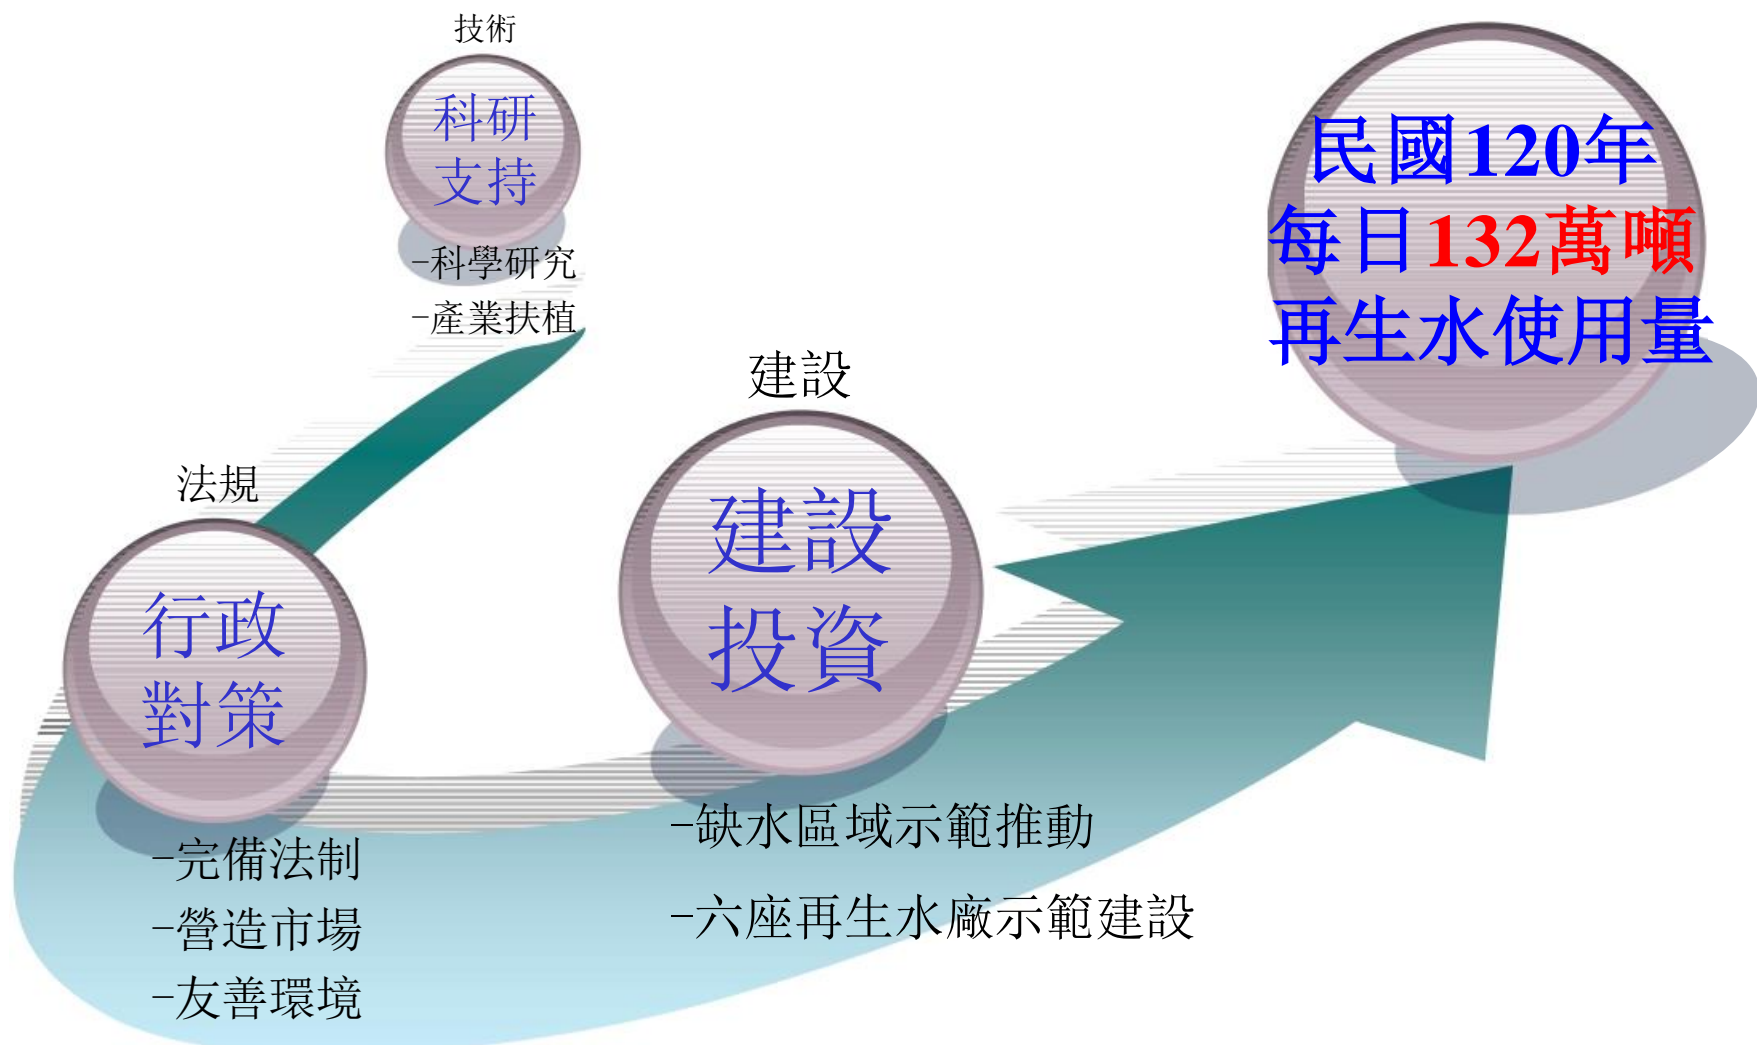 技術
科研
支持
-科學研究
-產業扶植
法規
行政
對策
-完備法制
-營造市場
-友善環境
建設
建設
投資
-缺水區域示範推動
-六座再生水廠示範建設
民國120年
每日132萬噸
再生水使用量